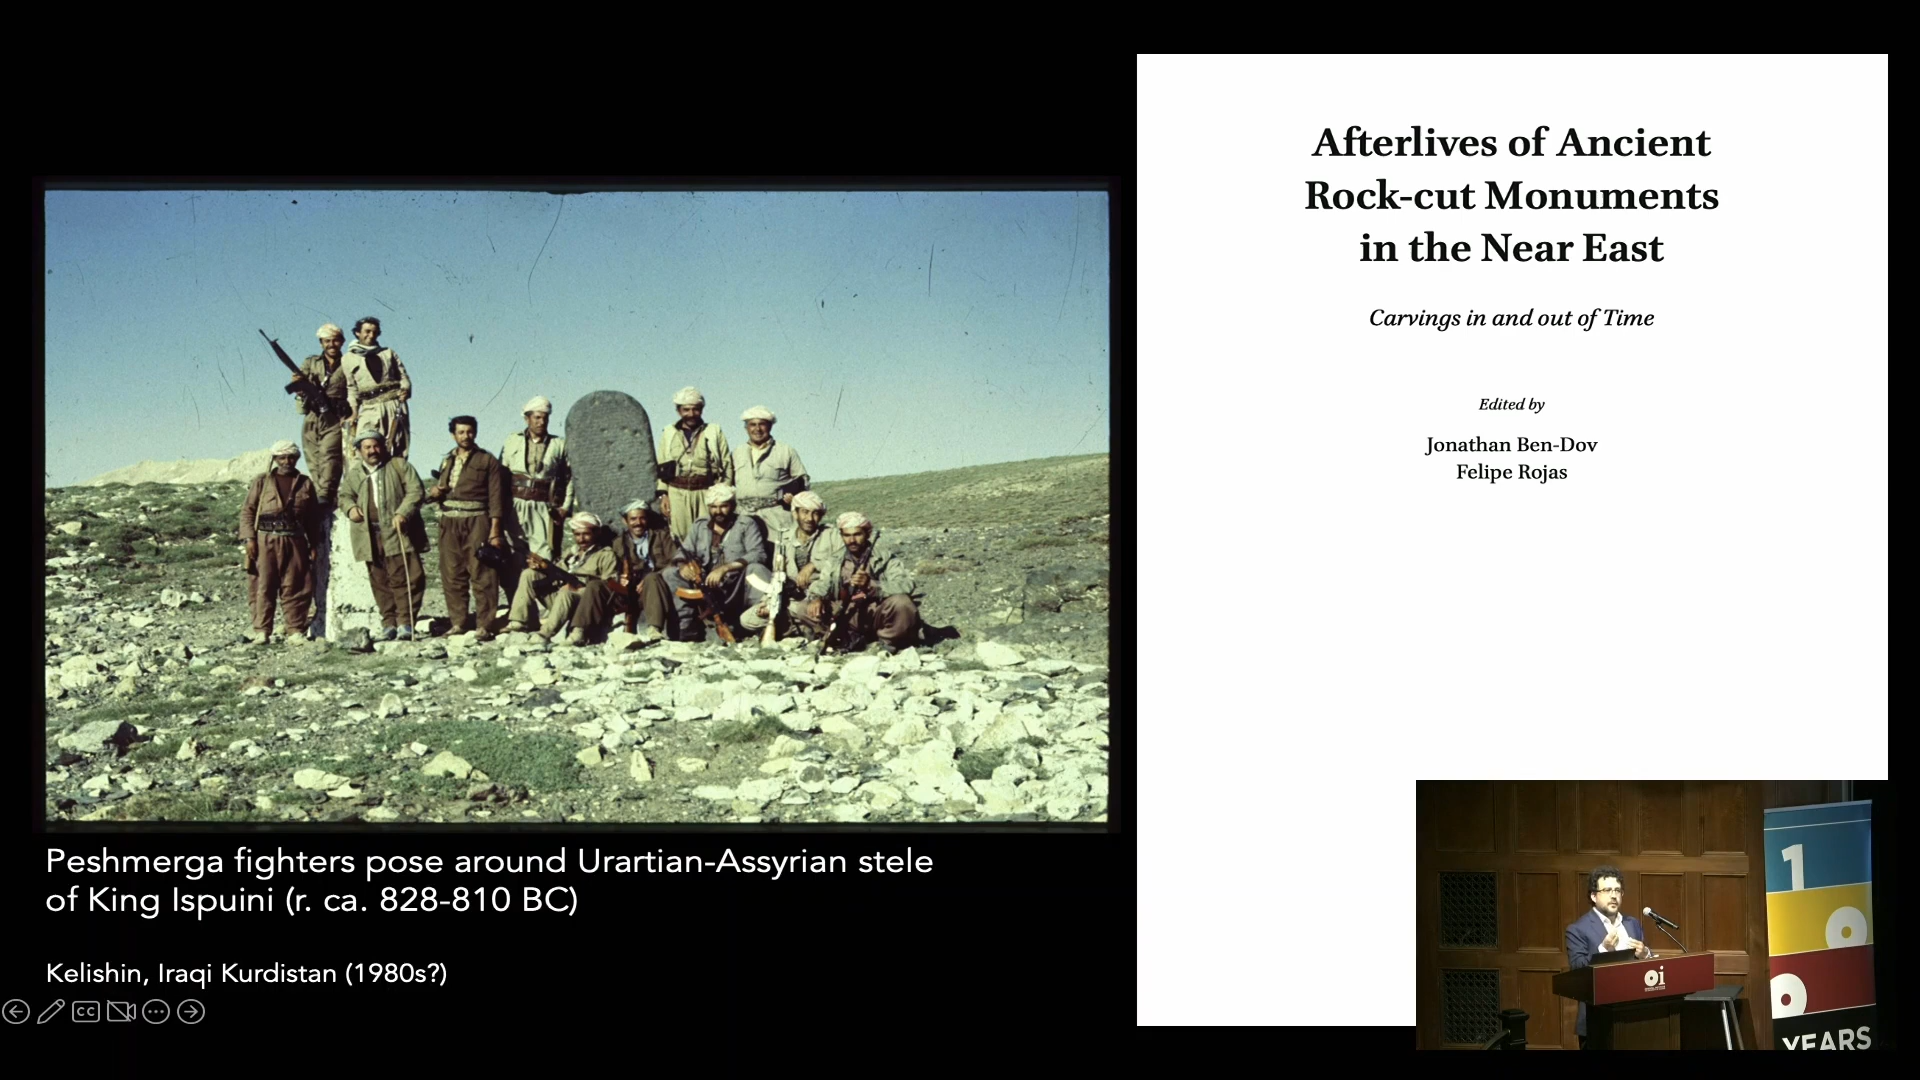 Afterlives of Ancient
Rock-cut Monuments
in the Near East
Carvings in and out of Time
Edited by
Jonathan Ben-Dov
Felipe Rojas
Peshmerga fighters pose around Urartian-Assyrian stele
of King Ispuini (r. ca. 828-810 BC)
Kelishin, Iraqi Kurdistan (1980s?)
CC
oi
100
YEARS